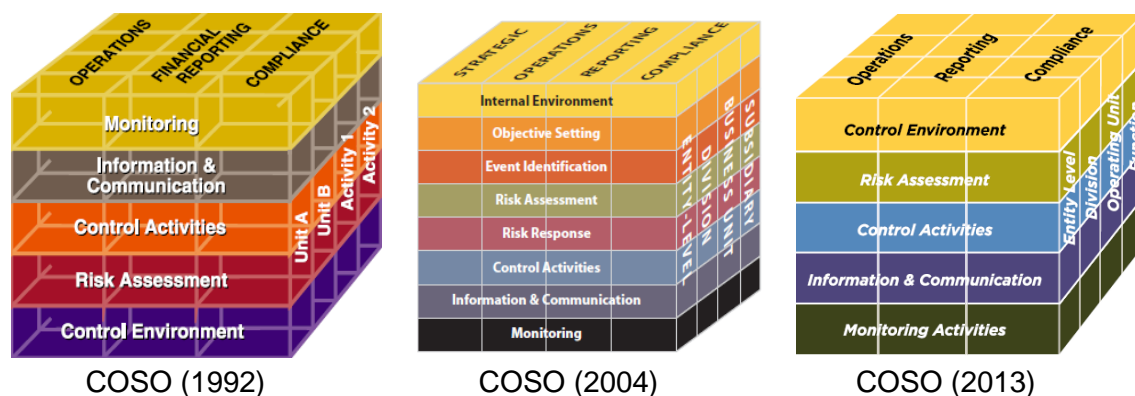 OPERATIONS
FINANCIAL
REPORTING
COMPLIANCE
Monitoring
Information &
Communication
Control Activities
Risk Assessment
Control Environment
Unit A
Unit B
Activity 1
Activity 2
COSO (1992)
STRATEGIC
OPERATIONS
REPORTING
COMPLIANCE
Internal Environment
Objective Setting
Event Identification
Risk Assessment
Risk Response
Control Activities
Information & Communication
Monitoring
ENTITY-LEVEL
DIVISION
BUSINESS UNIT
SUBSIDIARY
COSO (2004)
Operations
Reporting
Compliance
Control Environment
Risk Assessment
Control Activities
Information & Communication
Monitoring Activities
Entity Level
Division
Operating Unit
Function
COSO (2013)